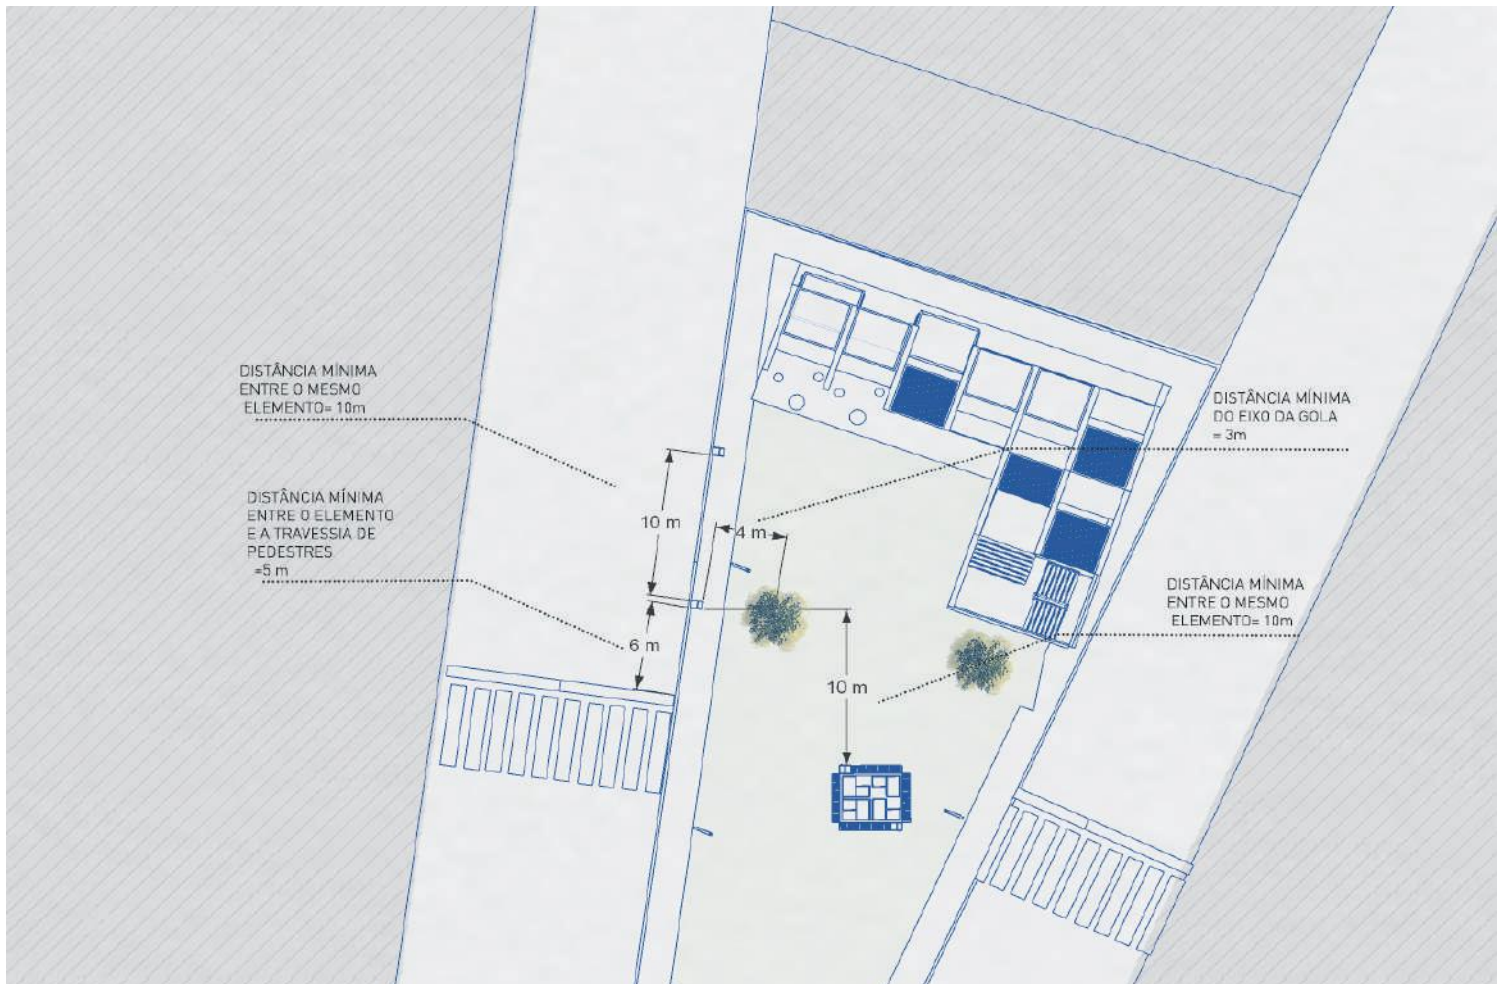 DISTÂNCIA MÍNIMA
ENTRE O MESMO
ELEMENTO= 10m
DISTÂNCIA MÍNIMA
ENTRE O ELEMENTO
E A TRAVESSIA DE
PEDESTRES
=5 m
10 m
4 m
6 m
10 m
DISTÂNCIA MÍNIMA
DO EIXO DA GOLA
= 3m
DISTÂNCIA MÍNIMA
ENTRE O MESMO
ELEMENTO= 10m